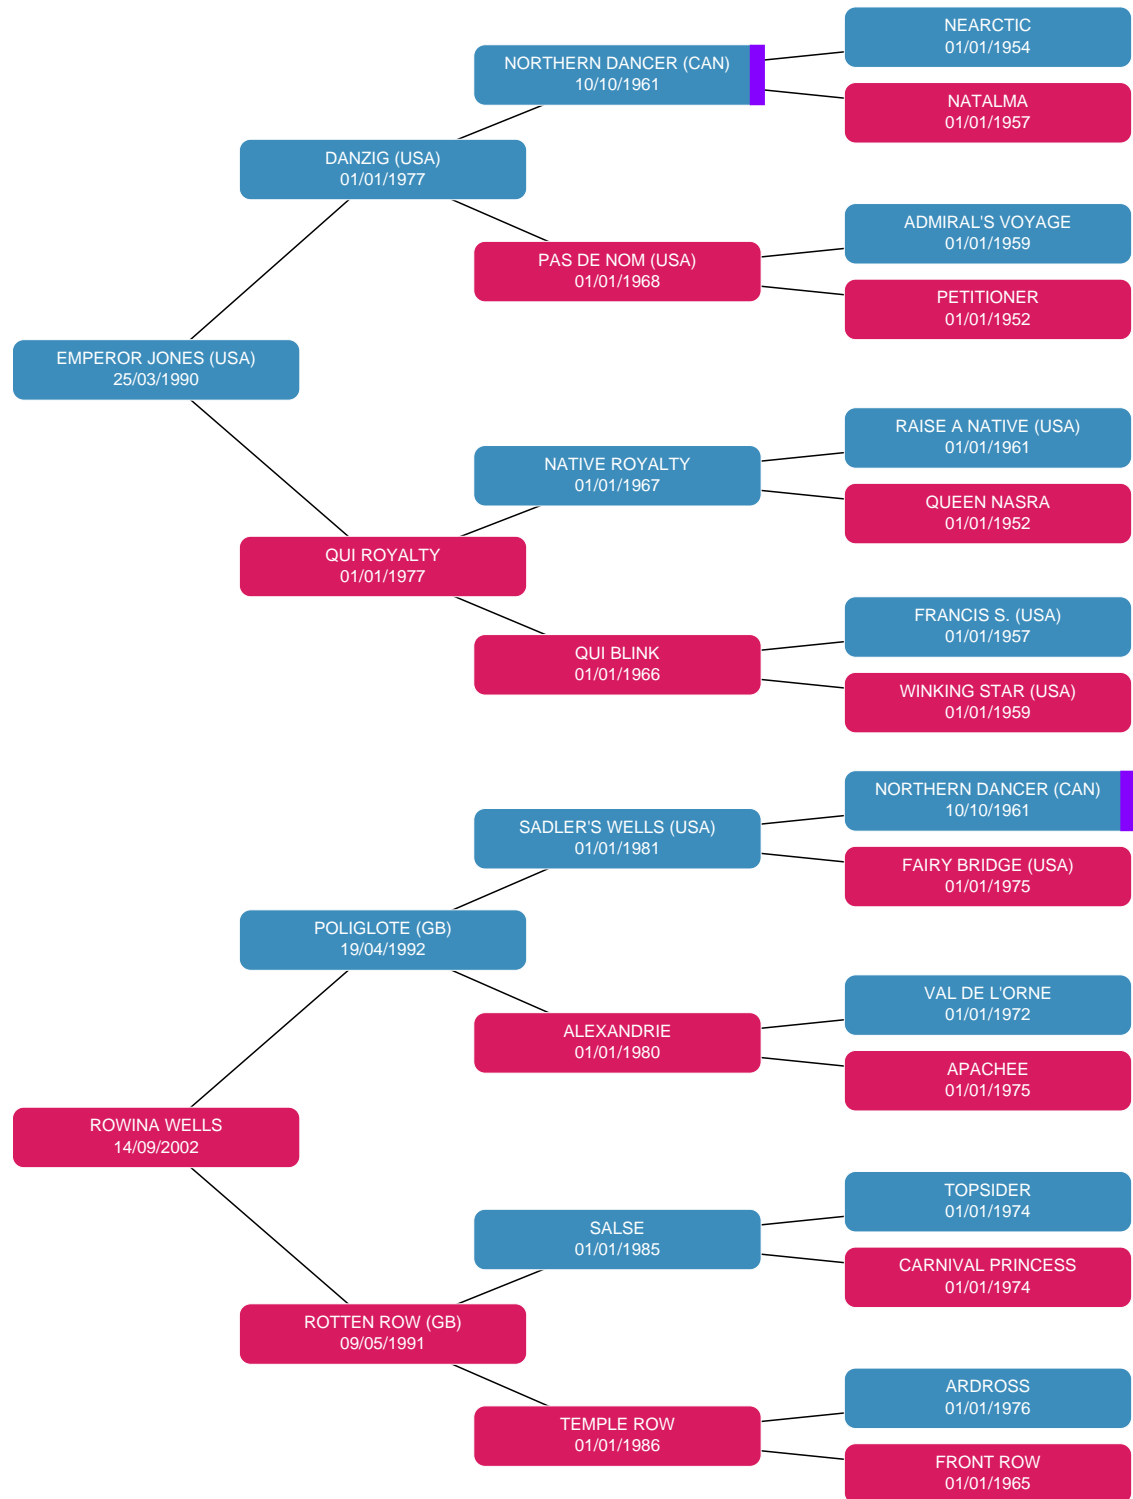 NEARCTIC
01/01/1954
NORTHERN DANCER (CAN)
10/10/1961
NATALMA
01/01/1957
DANZIG (USA)
01/01/1977
ADMIRAL'S VOYAGE
01/01/1959
PAS DE NOM (USA)
01/01/1968
PETITIONER
01/01/1952
EMPEROR JONES (USA)
25/03/1990
RAISE A NATIVE (USA)
01/01/1961
NATIVE ROYALTY
01/01/1967
QUEEN NASRA
01/01/1952
QUI ROYALTY
01/01/1977
FRANCIS S. (USA)
01/01/1957
QUI BLINK
01/01/1966
WINKING STAR (USA)
01/01/1959
NORTHERN DANCER (CAN)
10/10/1961
SADLER'S WELLS (USA)
01/01/1981
FAIRY BRIDGE (USA)
01/01/1975
POLIGLOTE (GB)
19/04/1992
VAL DE L'ORNE
01/01/1972
ALEXANDRIE
01/01/1980
APACHEE
01/01/1975
ROWINA WELLS
14/09/2002
TOPSIDER
01/01/1974
SALSE
01/01/1985
CARNIVAL PRINCESS
01/01/1974
ROTTEN ROW (GB)
09/05/1991
ARDROSS
01/01/1976
TEMPLE ROW
01/01/1986
FRONT ROW
01/01/1965